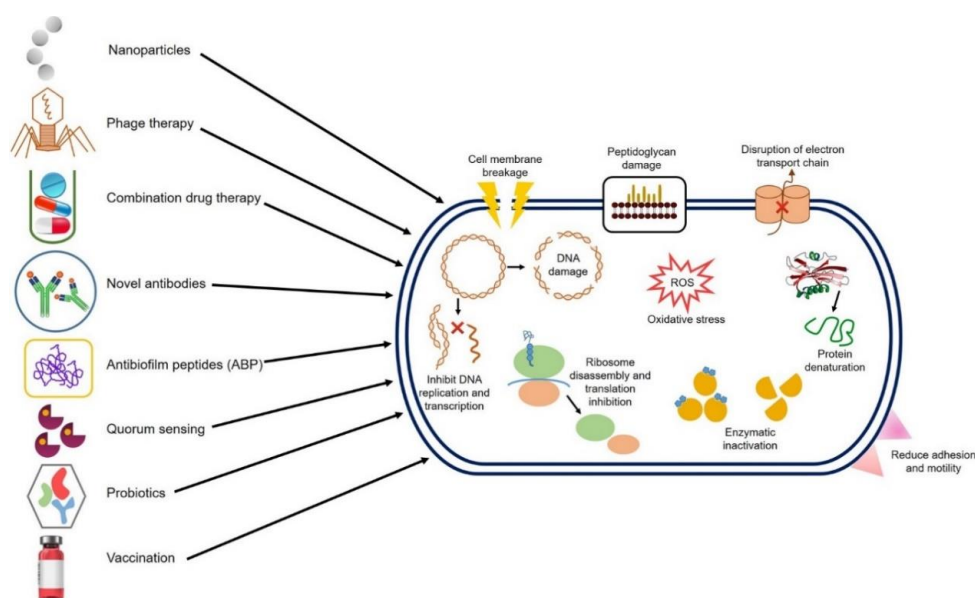 Nanoparticles
Phage therapy
Combination drug therapy
Novel antibodies
Antibiofilm peptides (ABP)
Quorum sensing
Probiotics
Vaccination
Cell membrane
breakage
Peptidoglycan
damage
Disruption of electron
transport chain
DNA
damage
ROS
Oxidative stress
Protein
denaturation
Inhibit DNA
replication and
transcription
Ribosome
disassembly and
translation
inhibition
Enzymatic
inactivation
Reduce adhesion
and motility